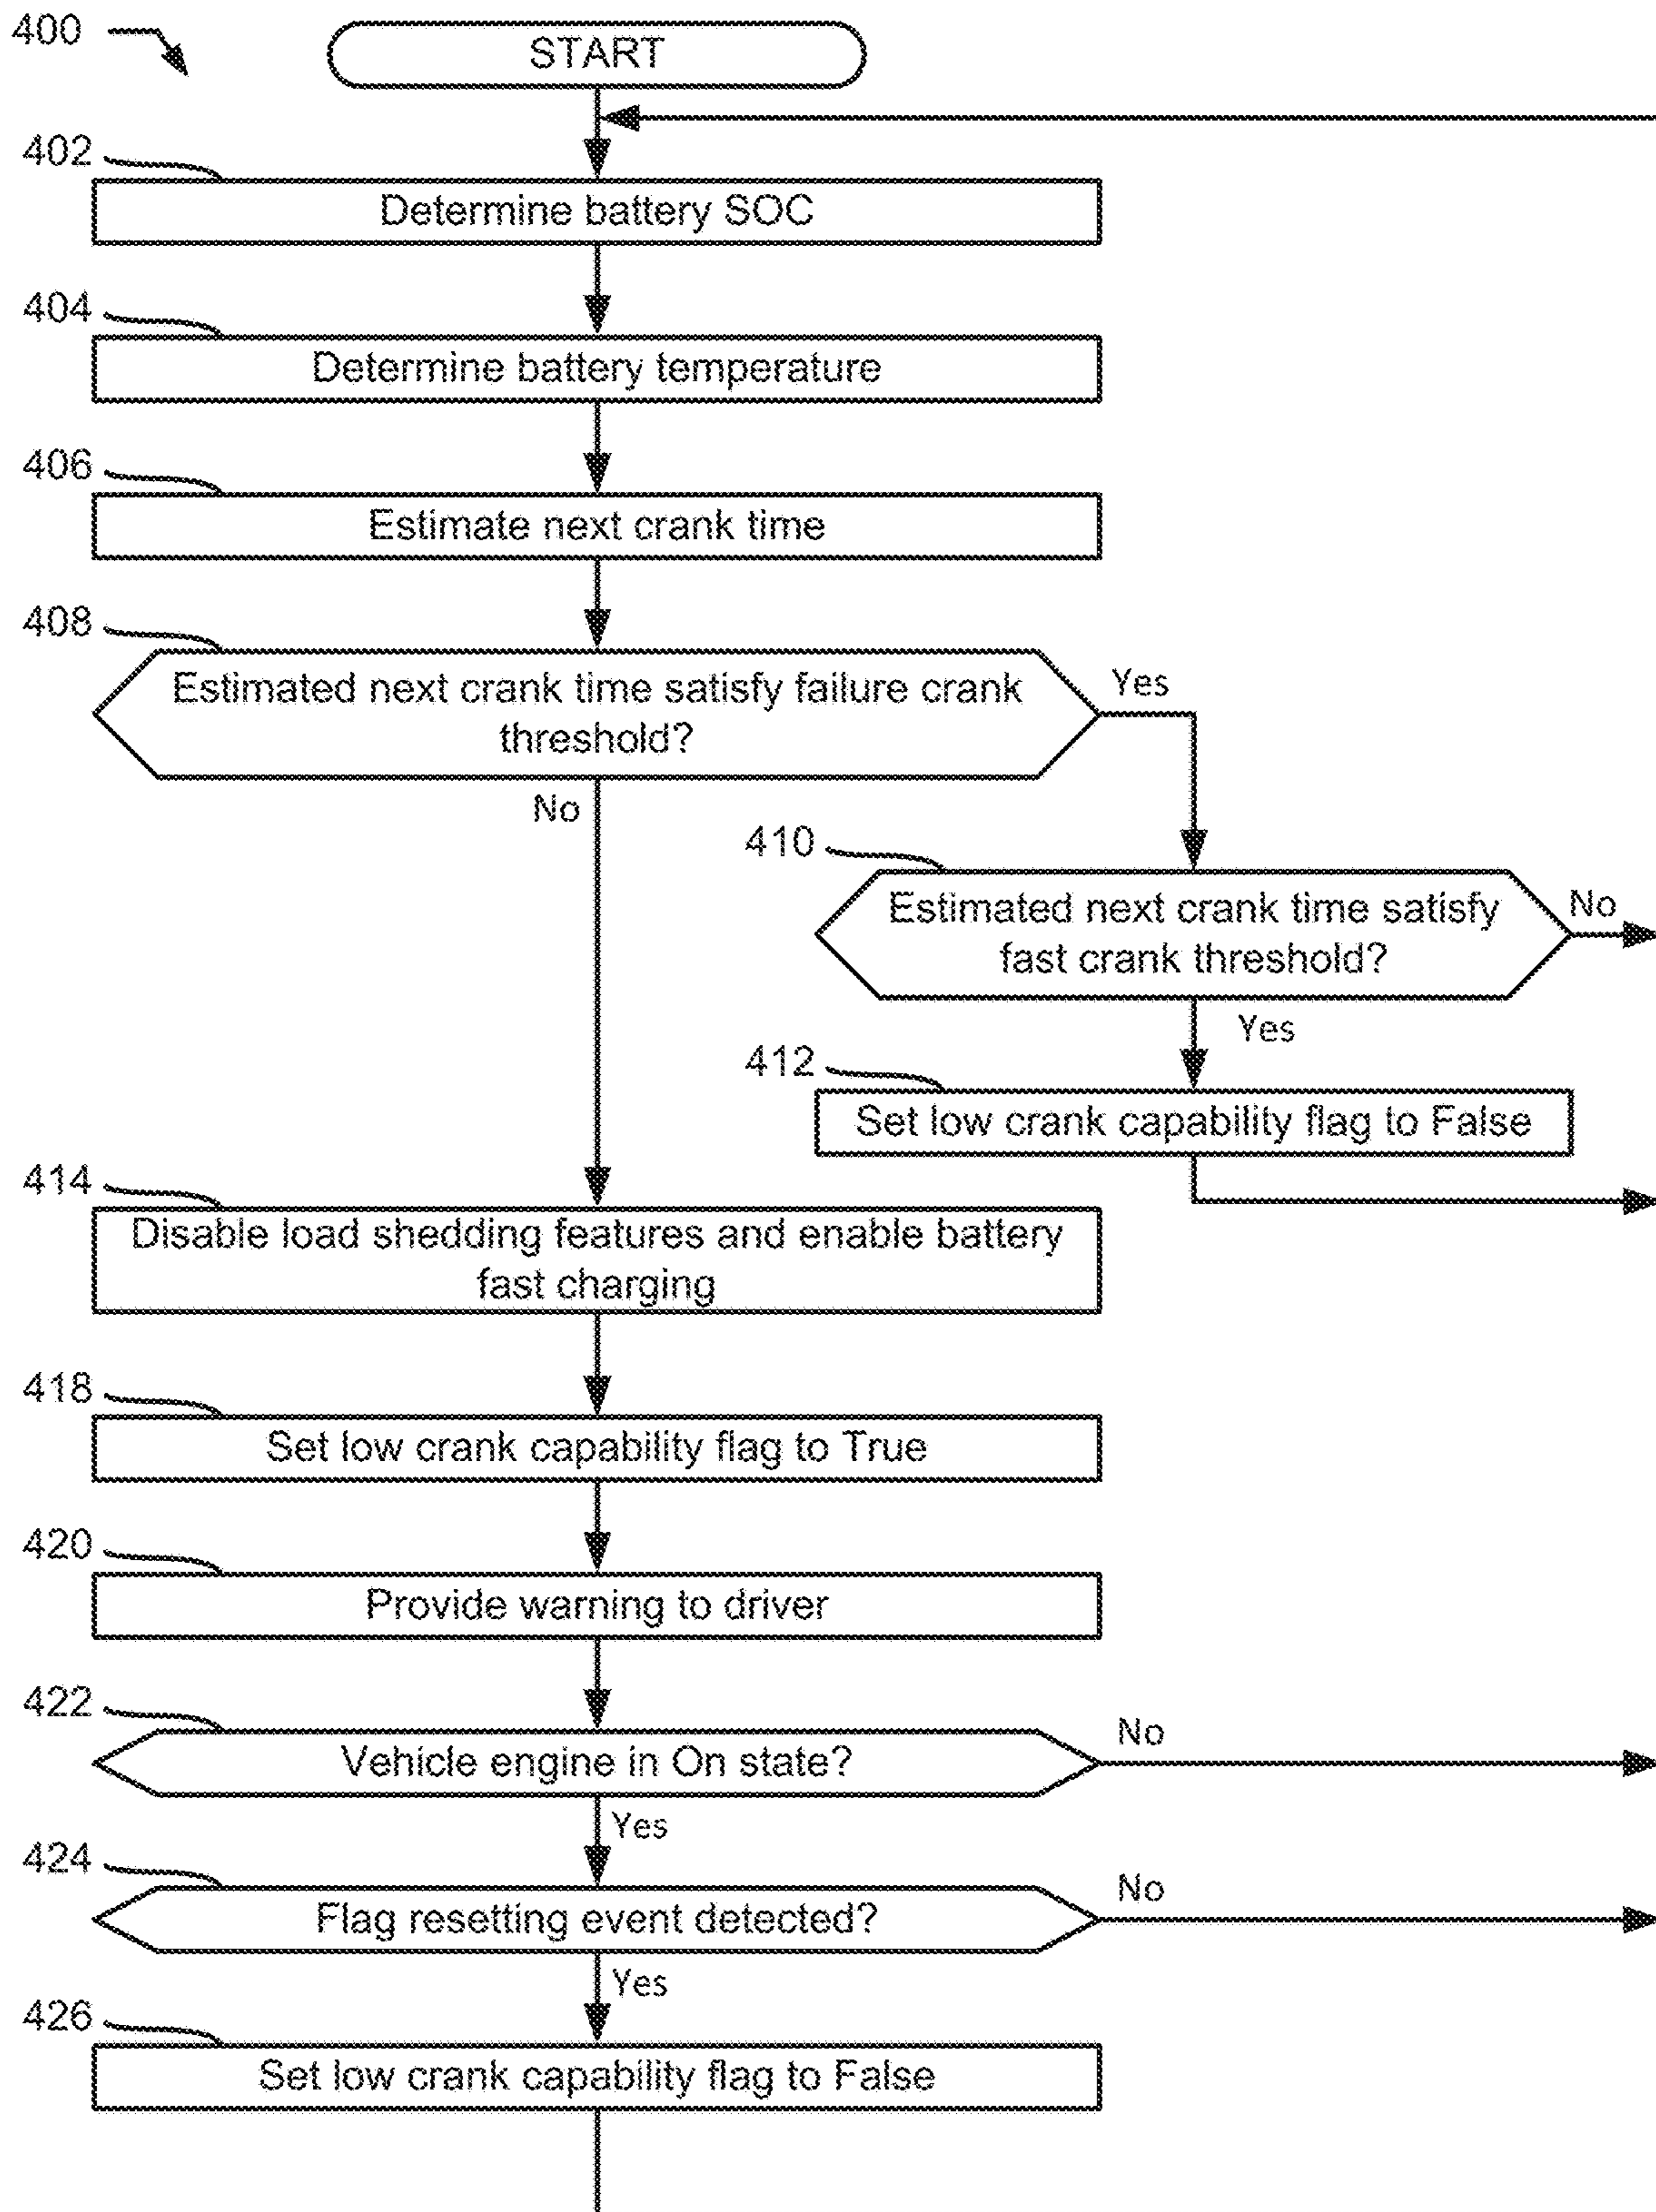 400
START
402
Determine battery SOC
404
Determine battery temperature
406
Estimate next crank time
408
Estimated next crank time satisfy failure crank
threshold?
Yes
No
410
Estimated next crank time satisfy
fast crank threshold?
No
Yes
412
Set low crank capability flag to False
414
Disable load shedding features and enable battery
fast charging
418
Set low crank capability flag to True
420
Provide warning to driver
422
Vehicle engine in On state?
No
Yes
424
Flag resetting event detected?
No
Yes
426
Set low crank capability flag to False